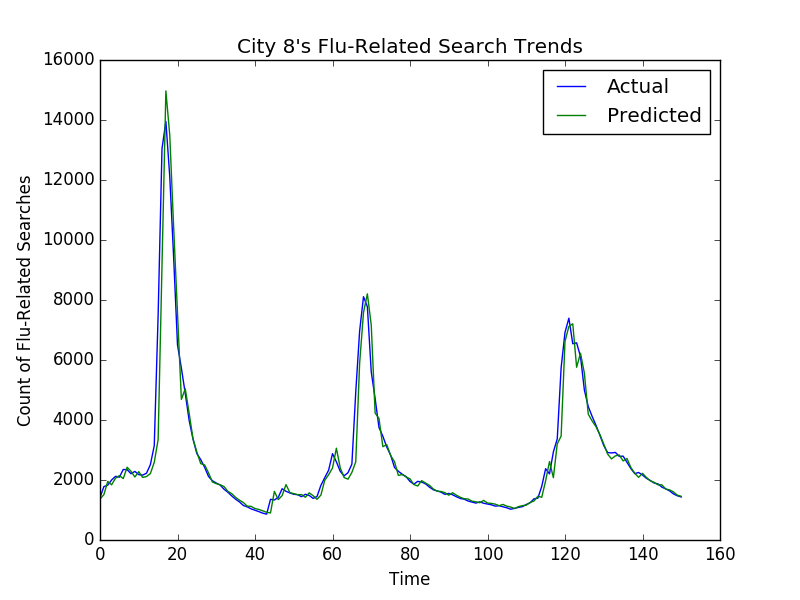 City 8's Flu-Related Search Trends
16000
14000
12000
10000
8000
6000
4000
2000
0
Count of Flu-Related Searches
Actual
Predicted
0 20 40 60 80 100 120 140 160
Time